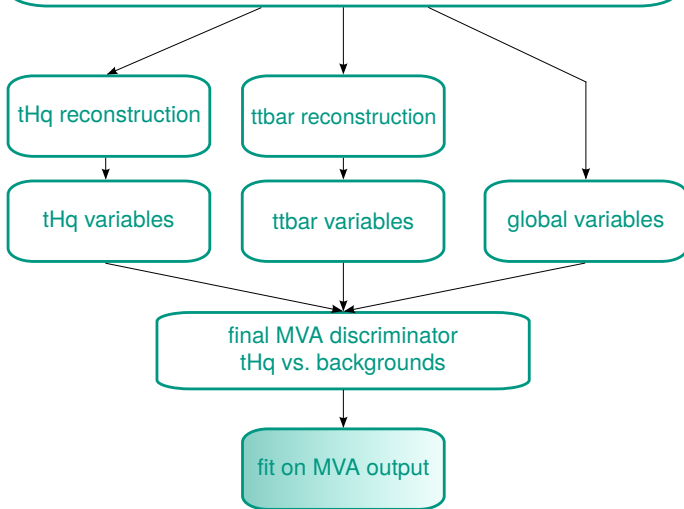 tHq reconstruction
ttbar reconstruction
tHq variables
ttbar variables
global variables
final MVA discriminator
tHq vs. backgrounds
fit on MVA output